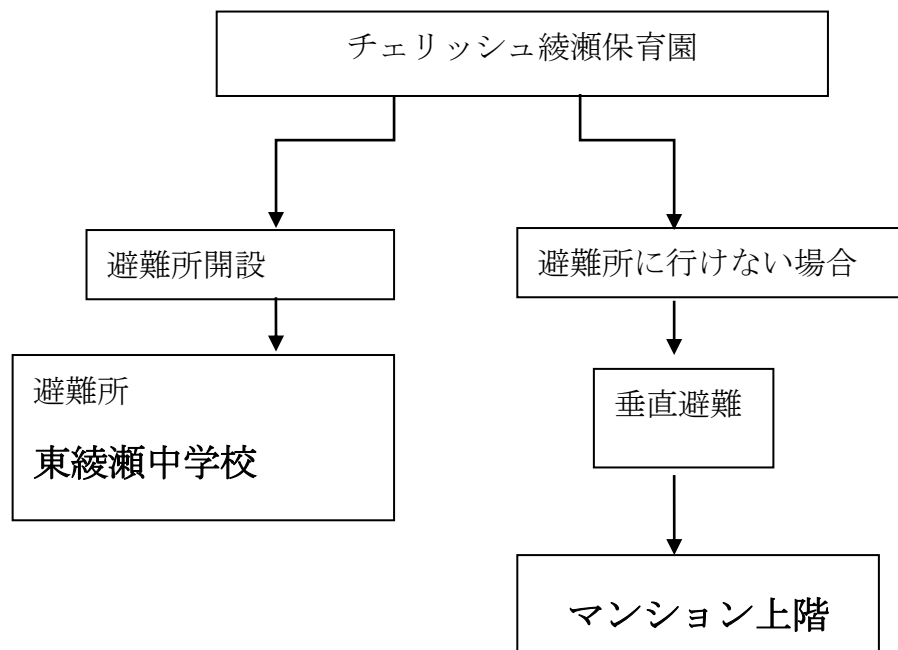 チェリッシュ綾瀬保育園
避難所開設
避難所に行けない場合
避難所
東綾瀬中学校
垂直避難
マンション上階